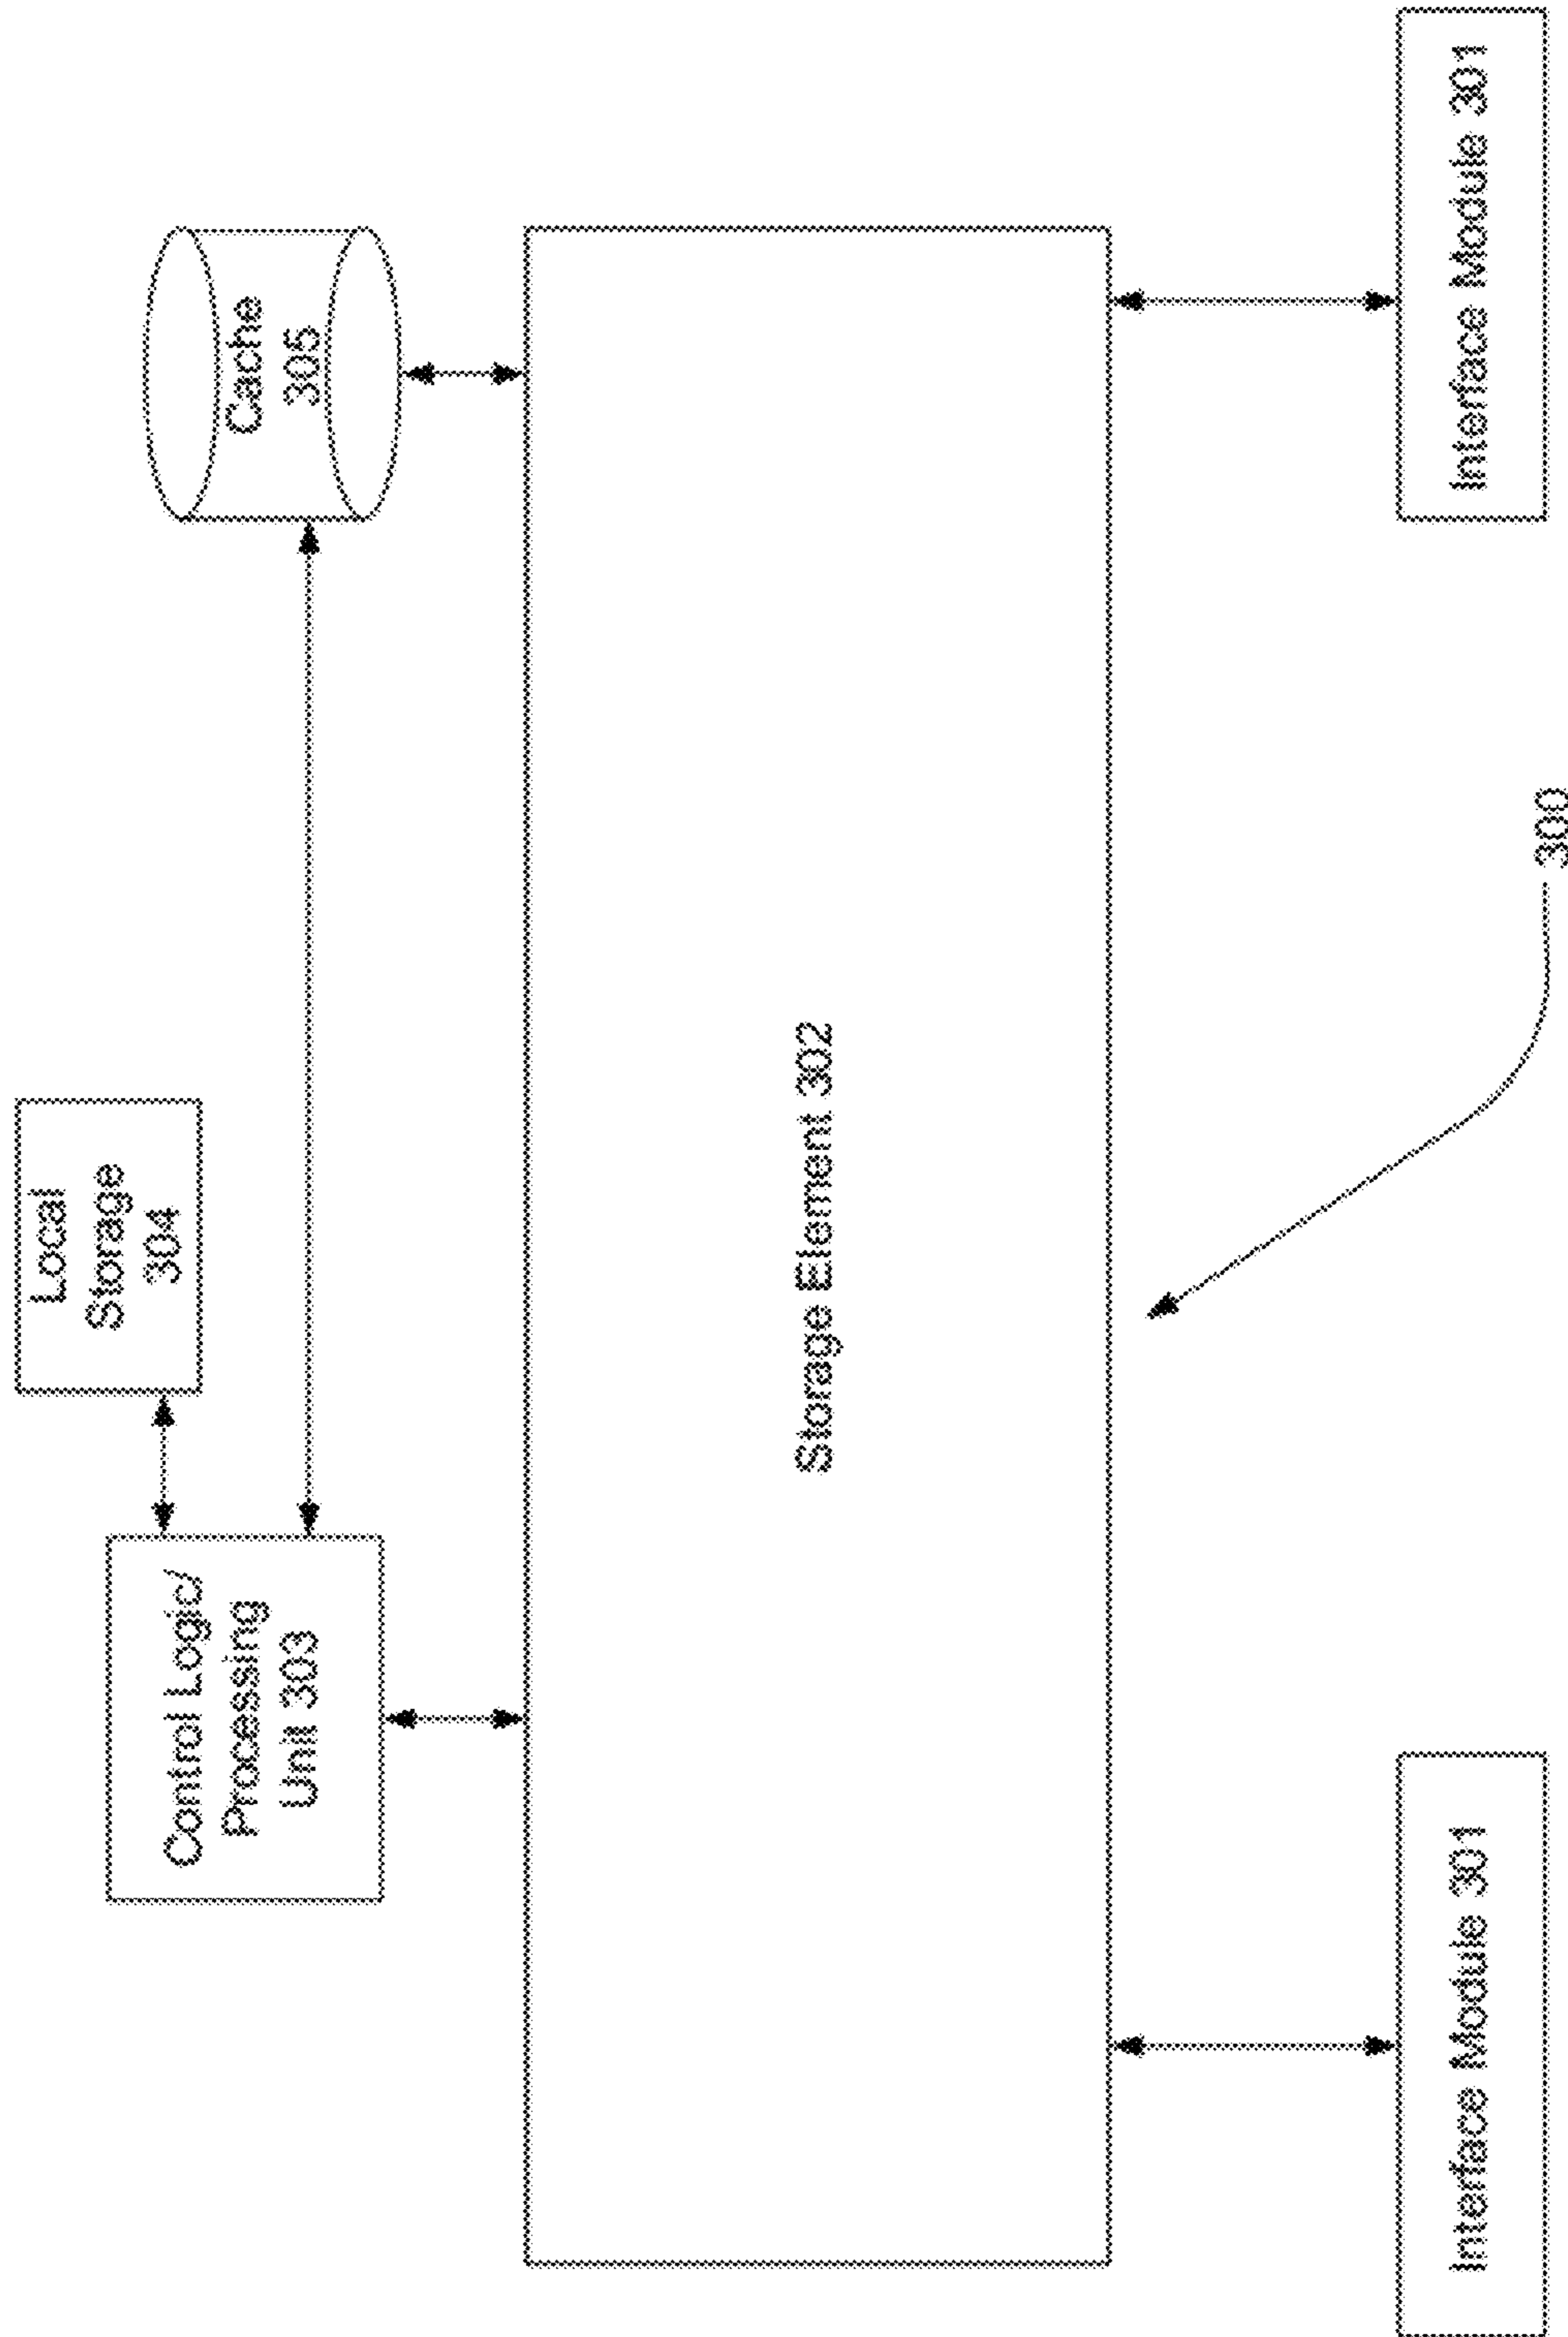 Local
Storage
304
Control Logic/
Processing
Unit 303
Cache
305
Storage Element 302
Interface Module 301
Interface Module 301
300